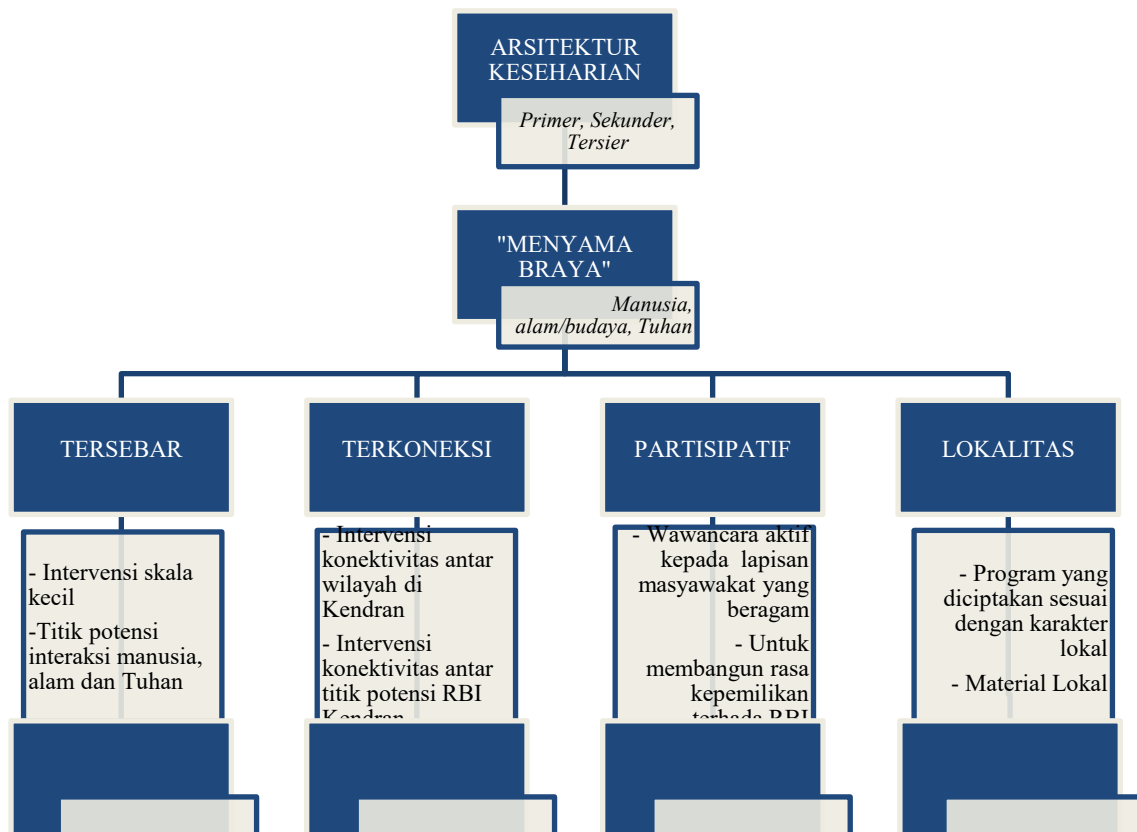 ARSITEKTUR
KESEHARIAN
Primer, Sekunder,
Tersier
"MENYAMA
BRAYA"
Manusia,
alam/budaya, Tuhan
TERSEBAR
- Intervensi skala
kecil
-Titik potensi
interaksi manusia,
alam dan Tuhan
TERKONEKSI
- Intervensi
konektivitas antar
wilayah di
Kendran
- Intervensi
konektivitas antar
titik potensi RBI
Kendran
PARTISIPATIF
- Wawancara aktif
kepada lapisan
masyawakat yang
beragam
- Untuk
membangun rasa
kepemilikan
terhada RBI
LOKALITAS
- Program yang
diciptakan sesuai
dengan karakter
lokal
- Material Lokal